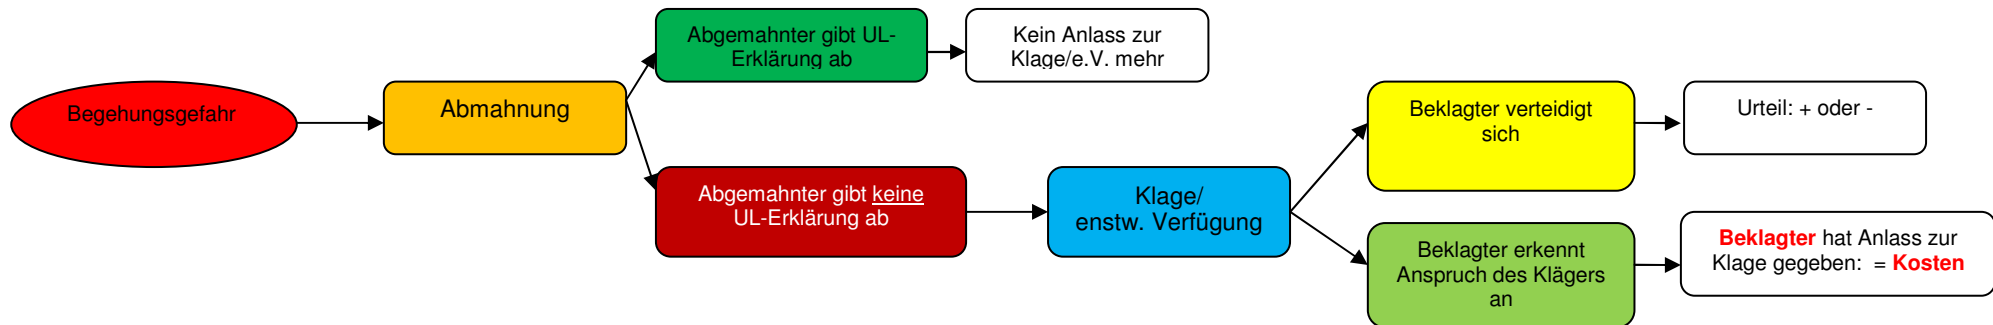 Begehungsgefahr
Abmahnung
Abgemahnter gibt UL-
Erklärung ab
Kein Anlass zur
Klage/e.V. mehr
Abgemahnter gibt keine
UL-Erklärung ab
Klage/
enstw. Verfügung
Beklagter verteidigt
sich
Urteil: + oder -
Beklagter erkennt
Anspruch des Klägers
an
Beklagter hat Anlass zur
Klage gegeben:  = Kosten